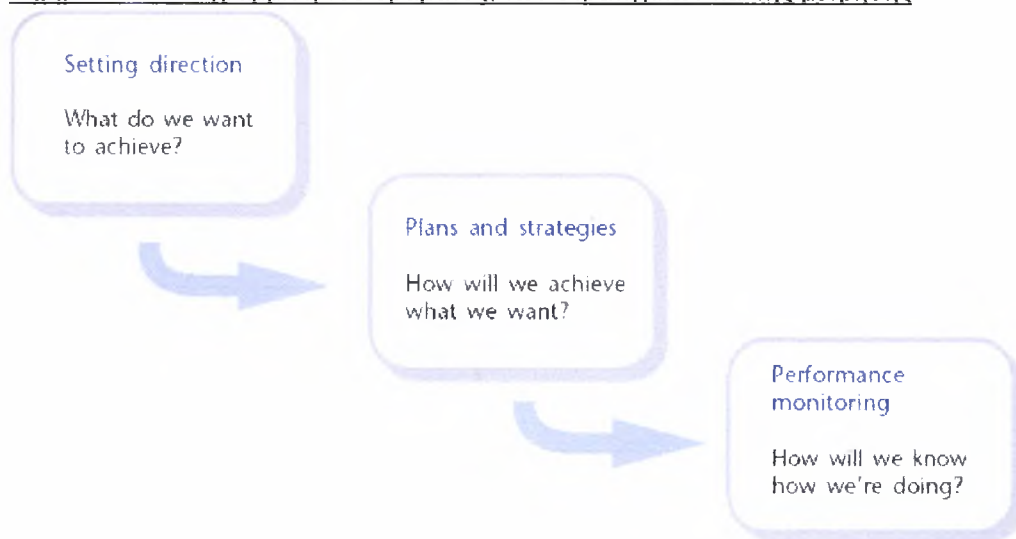 Setting direction
What do we want
to achieve?
Plans and strategies
How will we achieve
what we want?
Performance
monitoring
How will we know
how we're doing?